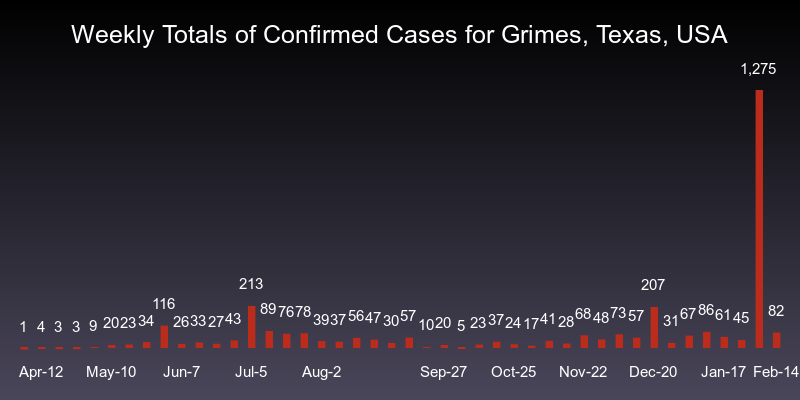 Weekly Totals of Confirmed Cases for Grimes, Texas, USA
1,275
213
207
116
1 4 3 3 9 20 23 34 26 33 27 43 89 76 78 39 37 56 47 30 57 10 20 5 23 37 24 17 41 28 68 48 73 57 31 67 86 61 45 82
Apr-12 May-10 Jun-7 Jul-5 Aug-2 Sep-27 Oct-25 Nov-22 Dec-20 Jan-17 Feb-14